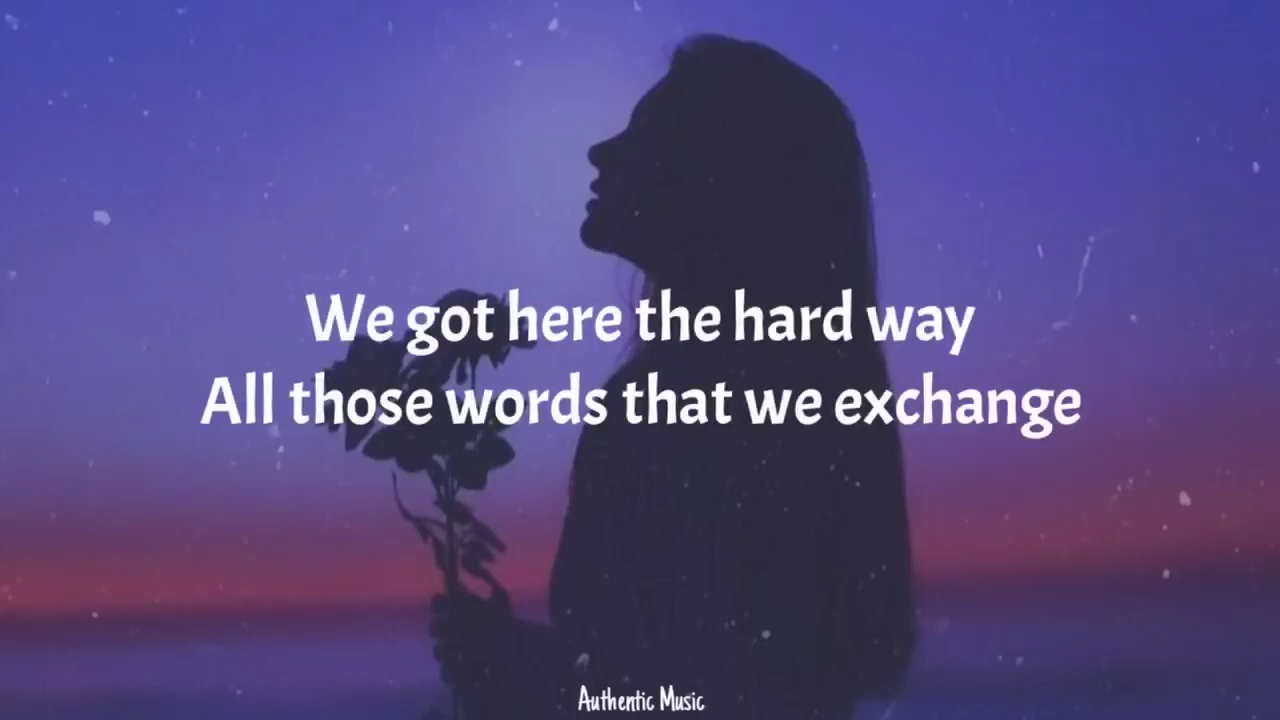 We got here the hard way
All those words that we exchange
Authentic Music